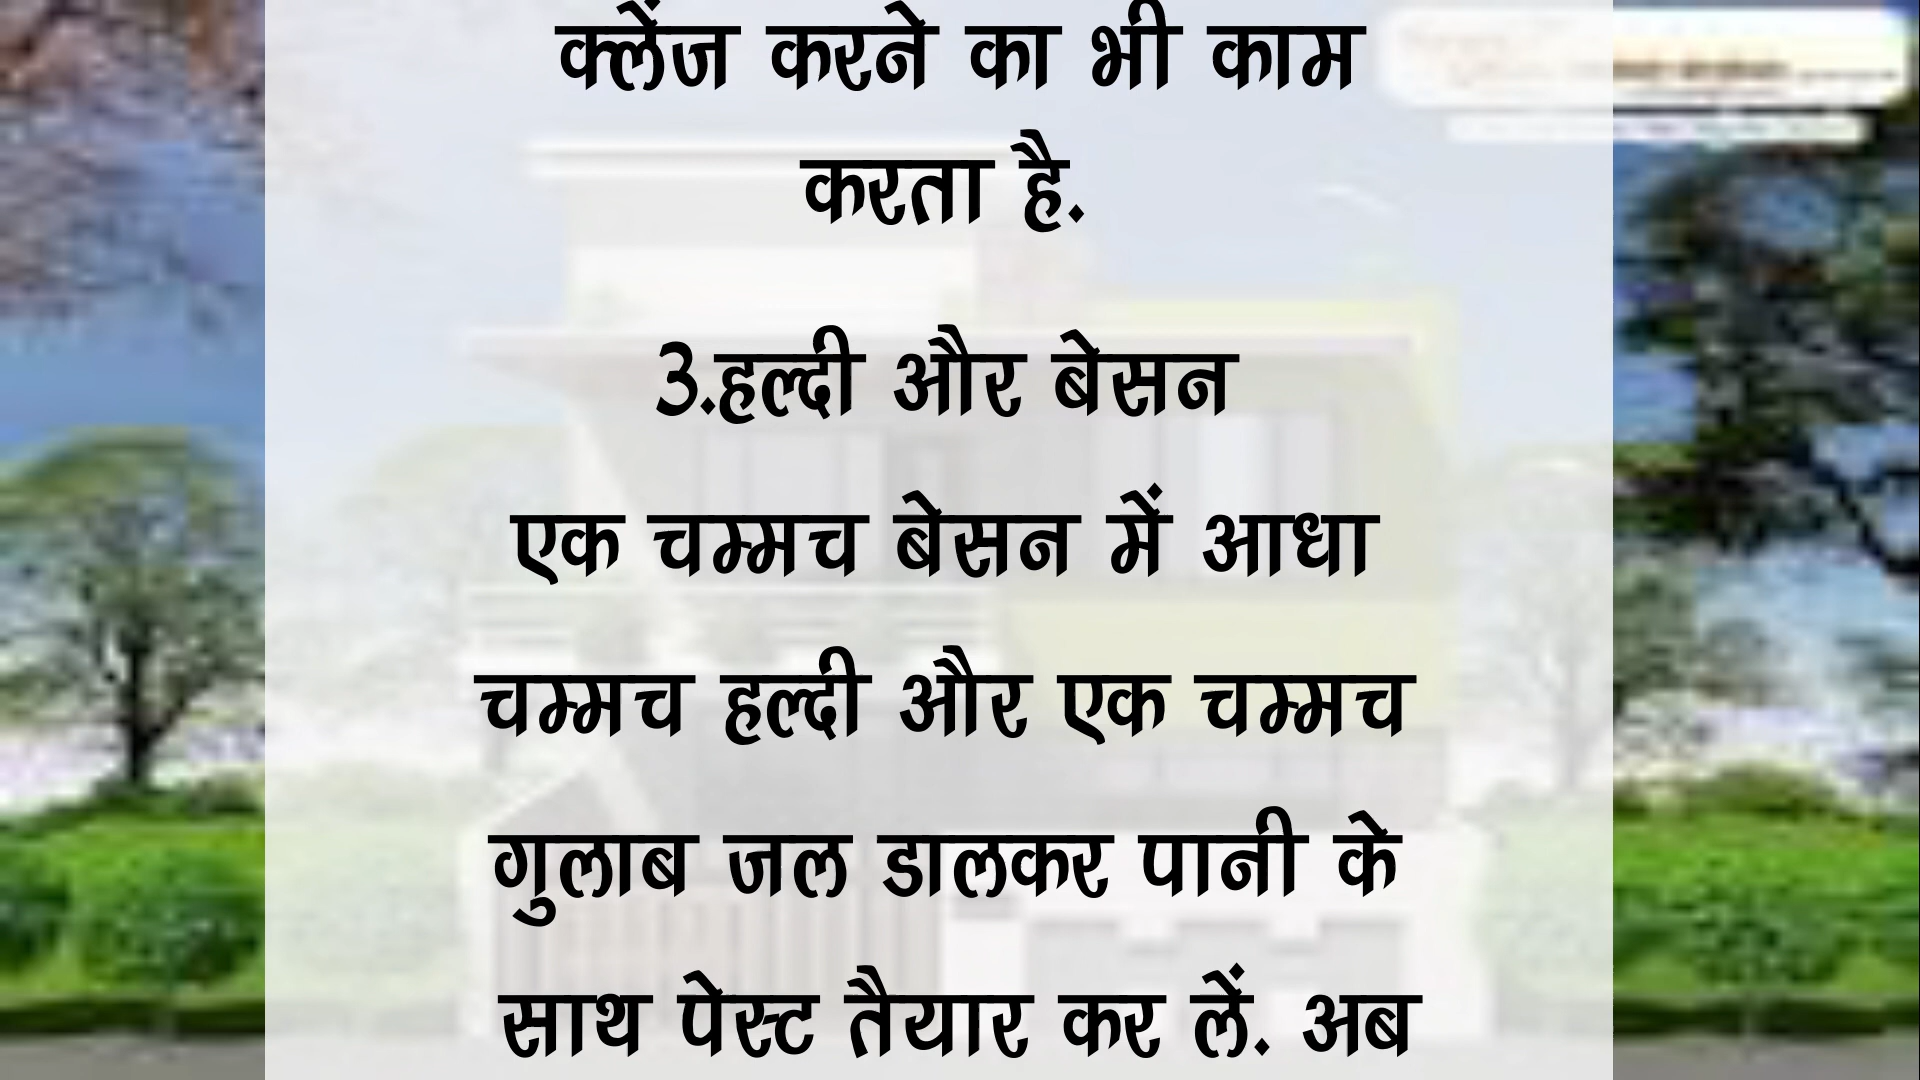 क्लेंज करने का भी काम
करता है.
3.हल्दी और बेसन
एक चम्मच बेसन में आधा
चम्मच हल्दी और एक चम्मच
गुलाब जल डालकर पानी के
साथ पेस्ट तैयार कर लें. अब